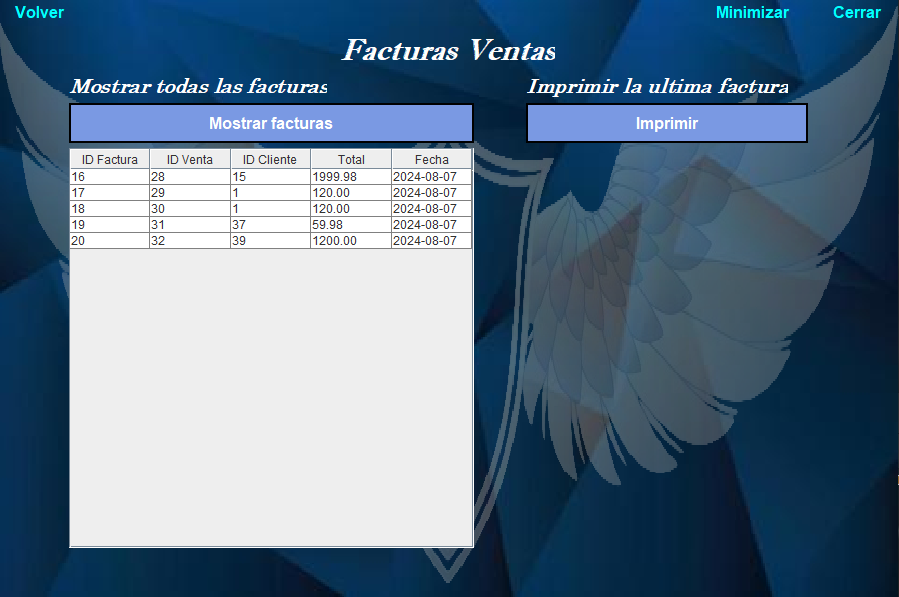 Volver Minimizar Cerrar
Facturas Ventas
Mostrar todas las facturas Imprimir la ultima factura
Mostrar facturas Imprimir
ID Factura ID Venta ID Cliente Total Fecha
16 28 15 1999.98 2024-08-07
17 29 1 120.00 2024-08-07
18 30 1 120.00 2024-08-07
19 31 37 59.98 2024-08-07
20 32 39 1200.00 2024-08-07